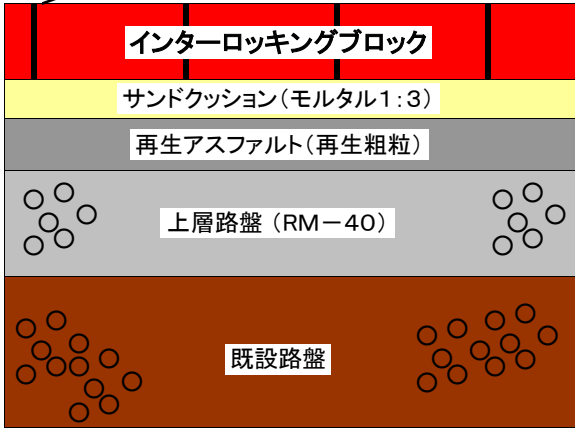 インターロッキングブロック
サンドクッション（モルタル１：３）
再生アスファルト（再生粗粒）
上層路盤（RM－40）
既設路盤